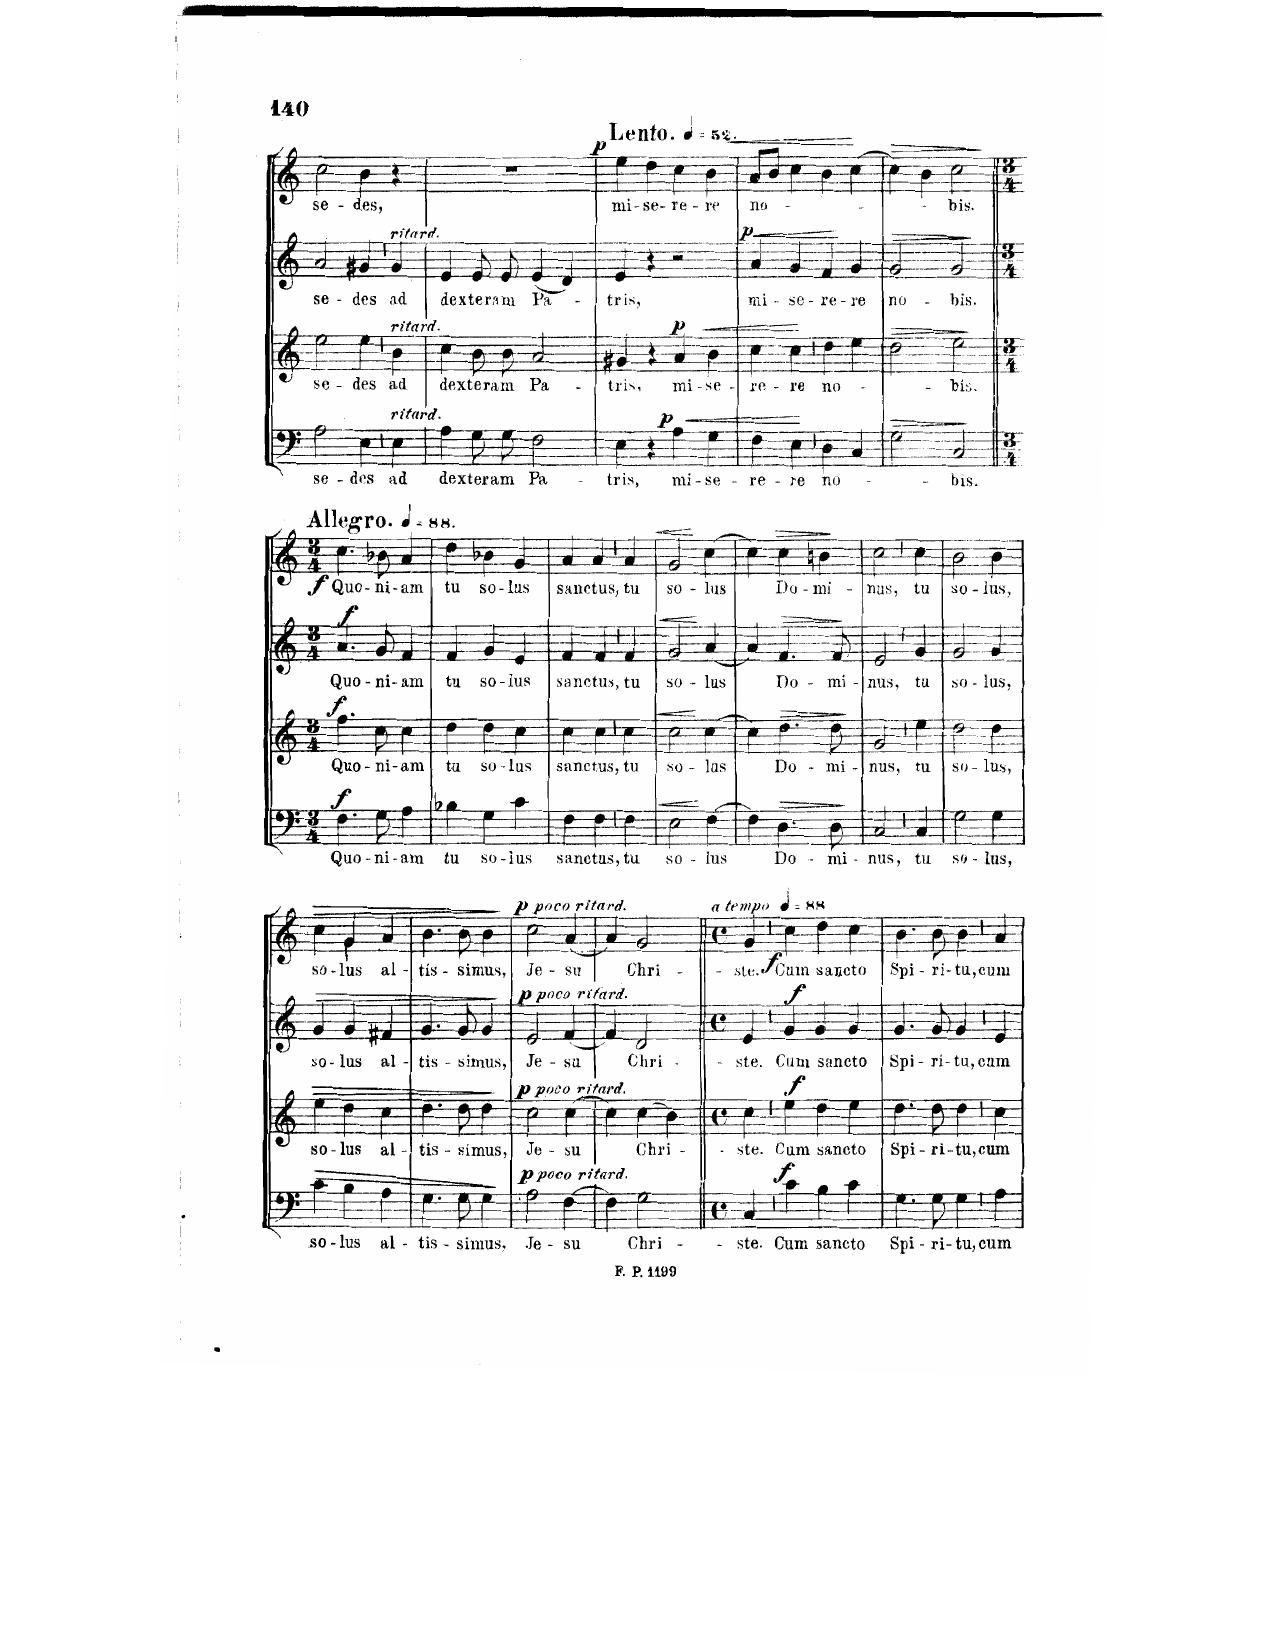 140
Lento. ♩ = 52.
p
se - des, mi - se - re - re no - - - bis.
ritard. p
se - des ad dexteram Pa - tris, mi - se - re - re no - bis.
ritard. p
se - des ad dexteram Pa - tris, mi - se - re - re no - - bis.
ritard. p
se - des ad dexteram Pa - tris, mi - se - re - re no - - bis.
Allegro. ♩ = 88.
f Quo - ni - am tu so - lus sanctus, tu so - lus Do - mi - nus, tu so - lus,
f
Quo - ni - am tu so - lus sanctus, tu so - lus Do - mi - nus, tu so - lus,
f
Quo - ni - am tu so - lus sanctus, tu so - lus Do - mi - nus, tu so - lus,
f
Quo - ni - am tu so - lus sanctus, tu so - lus Do - mi - nus, tu so - lus,
p poco ritard. a tempo ♩ = 88
so - lus al - tis - simus, Je - su Chri - - ste. f Cum sancto Spi - ri - tu, cum
p poco ritard. f
so - lus al - tis - simus, Je - su Chri - - ste. Cum sancto Spi - ri - tu, cum
p poco ritard. f
so - lus al - tis - simus, Je - su Chri - - ste. Cum sancto Spi - ri - tu, cum
p poco ritard. f
so - lus al - tis - simus, Je - su Chri - - ste. Cum sancto Spi - ri - tu, cum
F. P. 1199